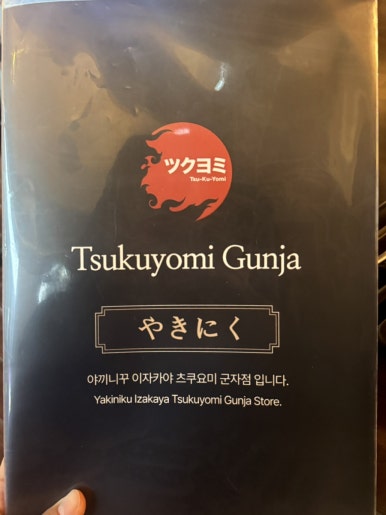 ツクヨミ
Tsu-Ku-Yomi
Tsukuyomi Gunja
やきにく
야끼니꾸 이자카야 츠쿠요미 군자점 입니다.
Yakiniku Izakaya Tsukuyomi Gunja Store.